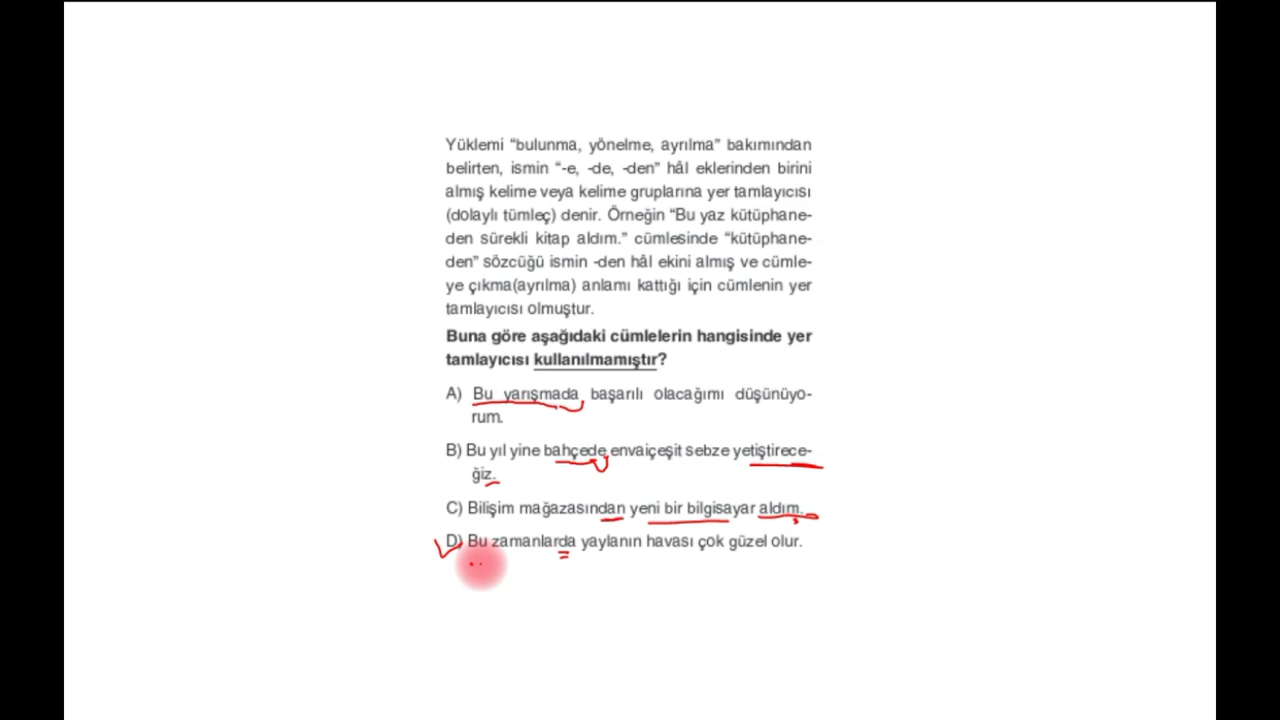 Yüklemi “bulunma, yönelme, ayrılma” bakımından
belirten, ismin “-e, -de, -den” hâl eklerinden birini
almış kelime veya kelime gruplarına yer tamlayıcısı
(dolaylı tümleç) denir. Örneğin “Bu yaz kütüphane-
den sürekli kitap aldım.” cümlesinde “kütüphane-
den” sözcüğü ismin -den hâl ekini almış ve cümle-
ye çıkma(ayrılma) anlamı kattığı için cümlenin yer
tamlayıcısı olmuştur.
Buna göre aşağıdaki cümlelerin hangisinde yer
tamlayıcısı kullanılmamıştır?
A) Bu yarışmada başarılı olacağımı düşünüyo-
rum.
B) Bu yıl yine bahçede envaiçeşit sebze yetiştirece-
ğiz.
C) Bilişim mağazasından yeni bir bilgisayar aldım.
D) Bu zamanlarda yaylanın havası çok güzel olur.